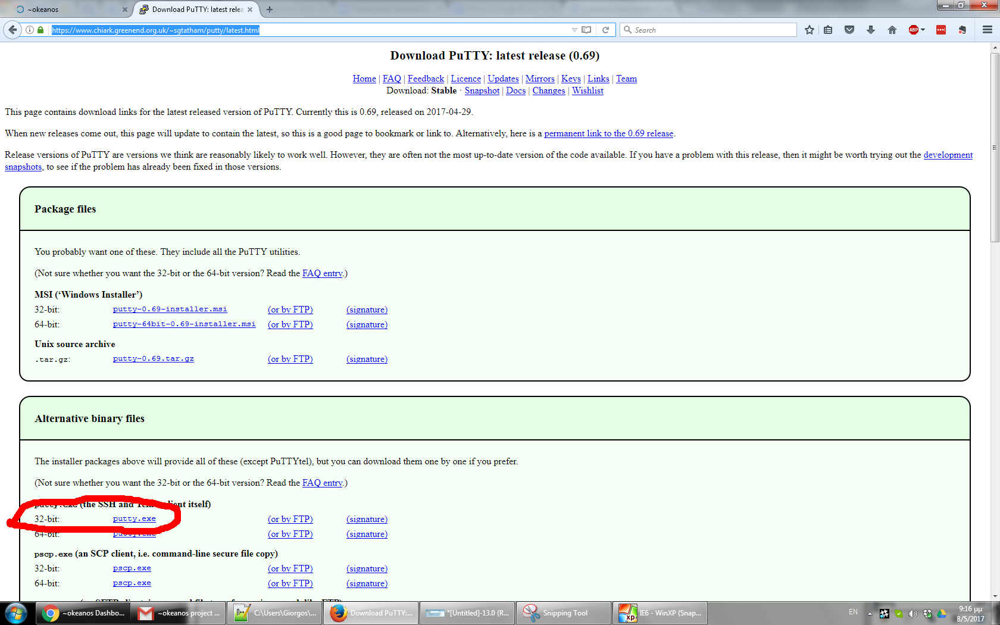 ~okeanos
Download PuTTY: latest relea
https://www.chiark.greenend.org.uk/~sgtatham/putty/latest.html
Search
ABP
Download PuTTY: latest release (0.69)
Home | FAQ | Feedback | Licence | Updates | Mirrors | Keys | Links | Team
Download: Stable · Snapshot | Docs | Changes | Wishlist
This page contains download links for the latest released version of PuTTY. Currently this is 0.69, released on 2017-04-29.
When new releases come out, this page will update to contain the latest, so this is a good page to bookmark or link to. Alternatively, here is a permanent link to the 0.69 release.
Release versions of PuTTY are versions we think are reasonably likely to work well. However, they are often not the most up-to-date version of the code available. If you have a problem with this release, then it might be worth trying out the development
snapshots, to see if the problem has already been fixed in those versions.
Package files
You probably want one of these. They include all the PuTTY utilities.
(Not sure whether you want the 32-bit or the 64-bit version? Read the FAQ entry.)
MSI (‘Windows Installer’)
32-bit: putty-0.69-installer.msi (or by FTP) (signature)
64-bit: putty-64bit-0.69-installer.msi (or by FTP) (signature)
Unix source archive
.tar.gz: putty-0.69.tar.gz (or by FTP) (signature)
Alternative binary files
The installer packages above will provide all of these (except PuTTYtel), but you can download them one by one if you prefer.
(Not sure whether you want the 32-bit or the 64-bit version? Read the FAQ entry.)
putty.exe (the SSH and Telnet client itself)
32-bit: putty.exe (or by FTP) (signature)
64-bit: putty.exe (or by FTP) (signature)
pscp.exe (an SCP client, i.e. command-line secure file copy)
32-bit: pscp.exe (or by FTP) (signature)
64-bit: pscp.exe (or by FTP) (signature)
~okeanos Dashbo...
~okeanos project ...
C:\Users\Giorgos\...
Download PuTTY:...
*[Untitled]-13.0 (R...
Snipping Tool
IE6 - WinXP (Snap...
EN
9:16 μμ
8/5/2017